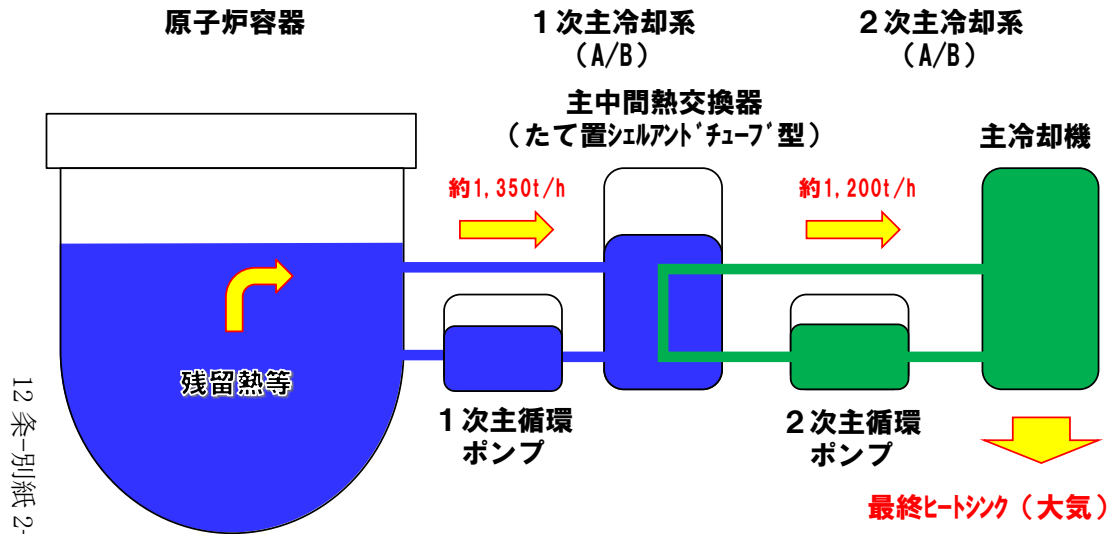 原子炉容器
1次主冷却系
(A/B)
2次主冷却系
(A/B)
主中間熱交換器
(たて置シェルアンドチューブ型)
主冷却機
約1,350t/h
約1,200t/h
残留熱等
1次主循環
ポンプ
2次主循環
ポンプ
最終ヒートシンク(大気)
12 条-別紙 2-